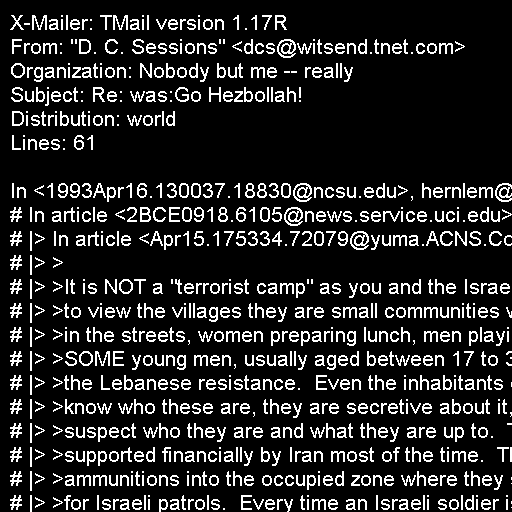 X-Mailer: TMail version 1.17R
From: "D. C. Sessions" <dcs@witsend.tnet.com>
Organization: Nobody but me -- really
Subject: Re: was:Go Hezbollah!
Distribution: world
Lines: 61

In <1993Apr16.130037.18830@ncsu.edu>, hernlem@
# In article <2BCE0918.6105@news.service.uci.edu>
# |> In article <Apr15.175334.72079@yuma.ACNS.Co
# |> >
# |> >It is NOT a "terrorist camp" as you and the Israe
# |> >to view the villages they are small communities
# |> >in the streets, women preparing lunch, men playi
# |> >SOME young men, usually aged between 17 to 3
# |> >the Lebanese resistance.  Even the inhabitants
# |> >know who these are, they are secretive about it,
# |> >suspect who they are and what they are up to.  T
# |> >supported financially by Iran most of the time.  Th
# |> >ammunitions into the occupied zone where they s
# |> >for Israeli patrols.  Every time an Israeli soldier is